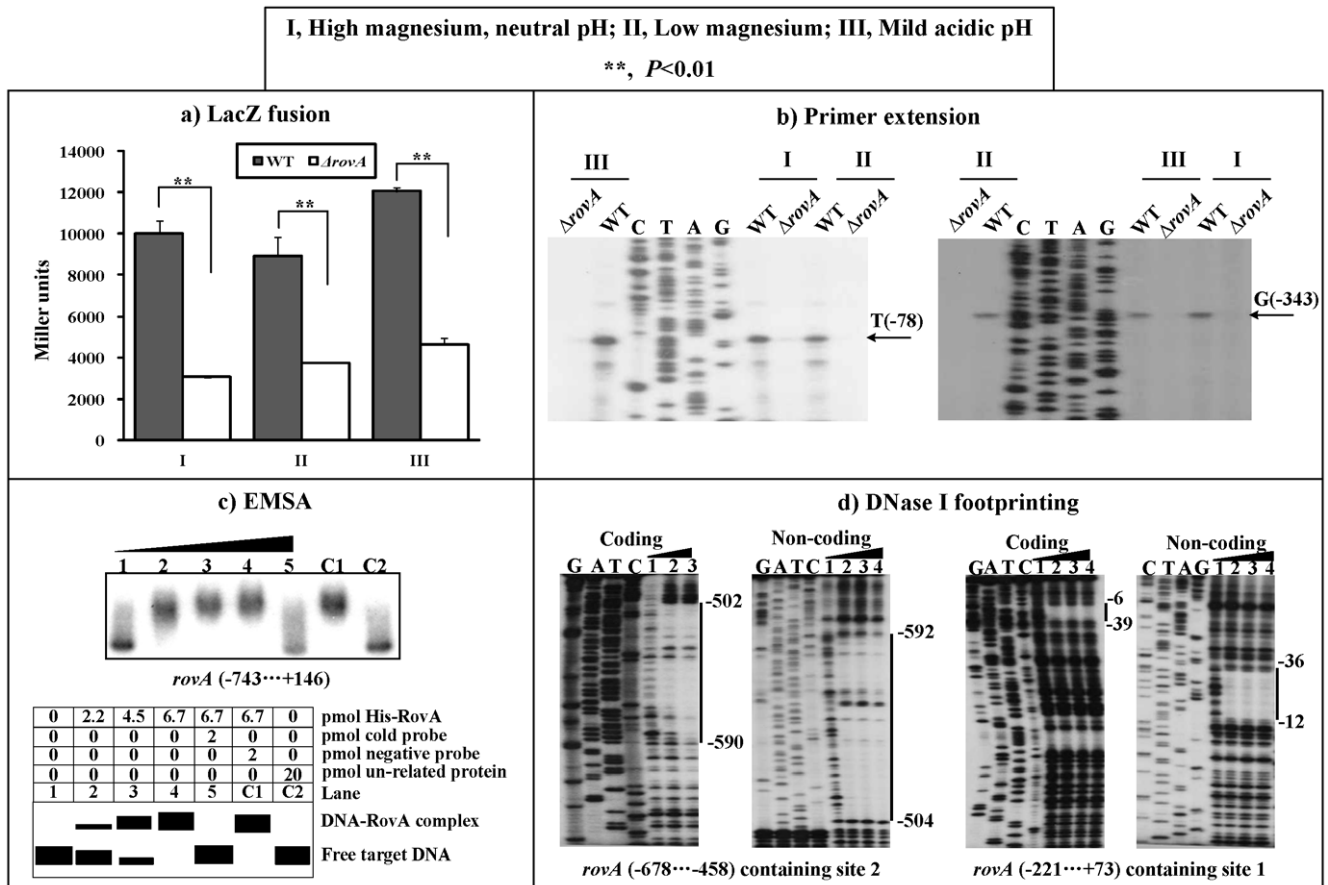 I, High magnesium, neutral pH; II, Low magnesium; III, Mild acidic pH
**, P<0.01
a) LacZ fusion
WT ΔrovA
** ** **
Miller units
14000
12000
10000
8000
6000
4000
2000
0
I II III
b) Primer extension
III I II
ΔrovA WT C T A G WT ΔrovA WT ΔrovA
T(-78)
II III I
ΔrovA WT C T A G WT ΔrovA WT ΔrovA
G(-343)
c) EMSA
1 2 3 4 5 C1 C2
rovA (-743···+146)
0 2.2 4.5 6.7 6.7 6.7 0 pmol His-RovA
0 0 0 0 2 0 0 pmol cold probe
0 0 0 0 0 2 0 pmol negative probe
0 0 0 0 0 0 20 pmol un-related protein
1 2 3 4 5 C1 C2 Lane
DNA-RovA complex
Free target DNA
d) DNase I footprinting
Coding
G A T C 1 2 3
-502
-590
Non-coding
G A T C 1 2 3 4
-592
-504
rovA (-678···-458) containing site 2
Coding
G A T C 1 2 3 4
-6
-39
Non-coding
C T A G 1 2 3 4
-36
-12
rovA (-221···+73) containing site 1